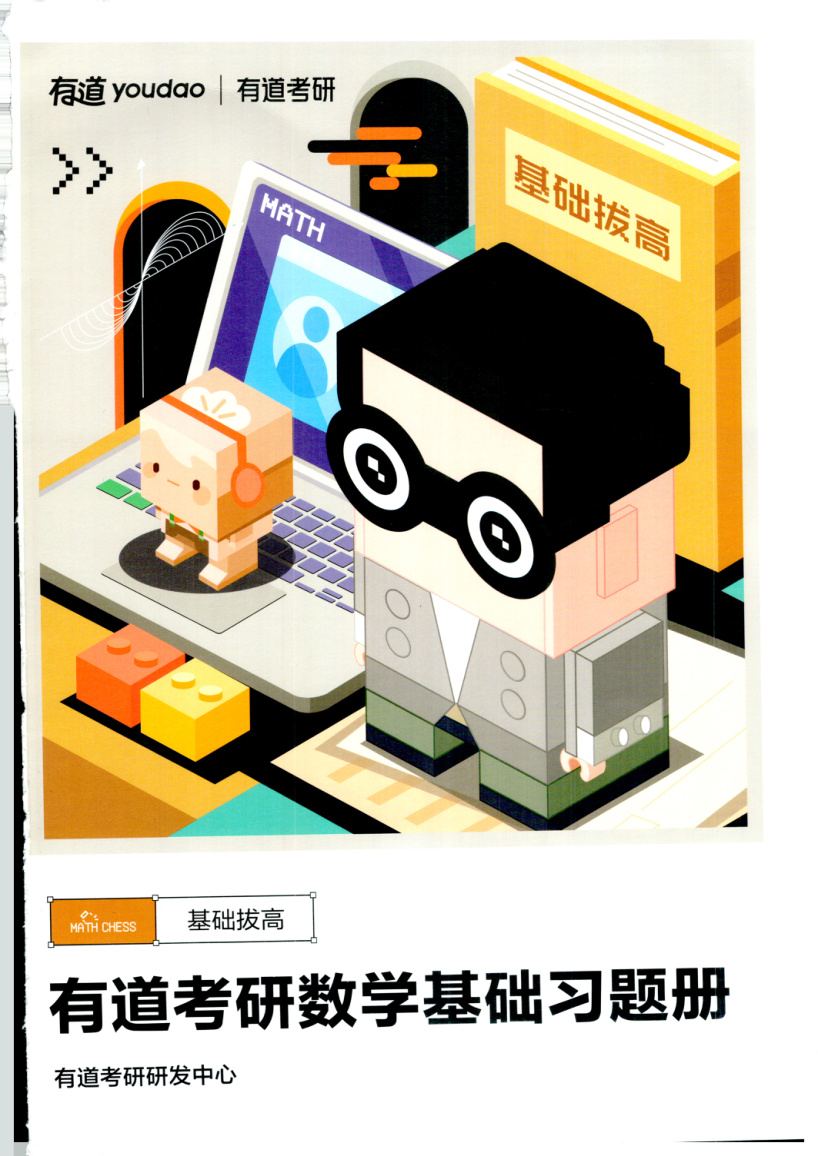 有道 youdao | 有道考研
MATH
基础拔高
MATH CHESS
基础拔高
有道考研数学基础习题册
有道考研研发中心